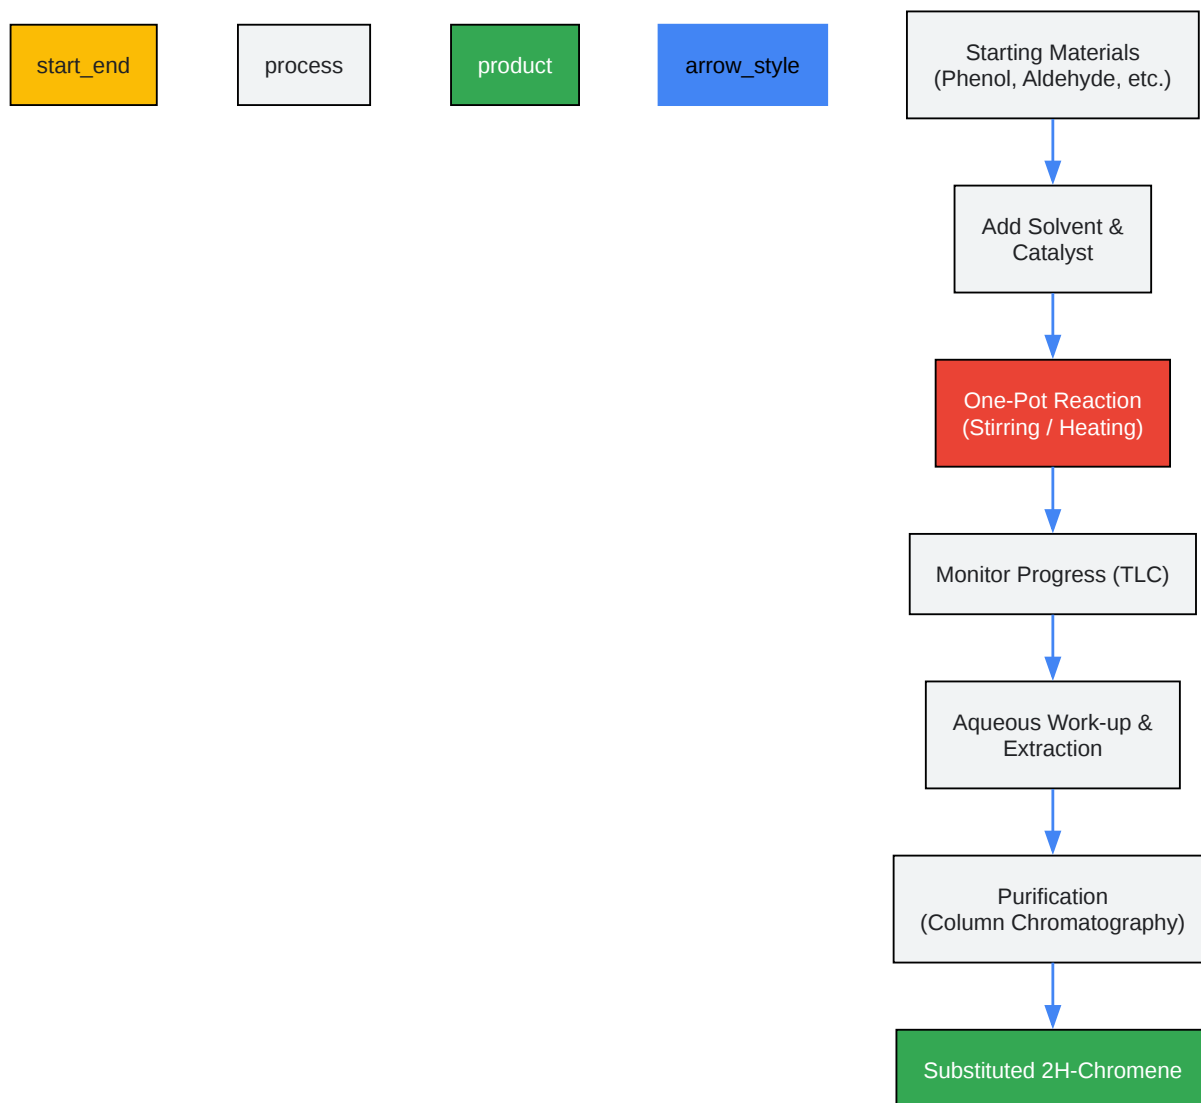 start_end
process
product
arrow_style
Starting Materials
(Phenol, Aldehyde, etc.)
Add Solvent &
Catalyst
One-Pot Reaction
(Stirring / Heating)
Monitor Progress (TLC)
Aqueous Work-up &
Extraction
Purification
(Column Chromatography)
Substituted 2H-Chromene